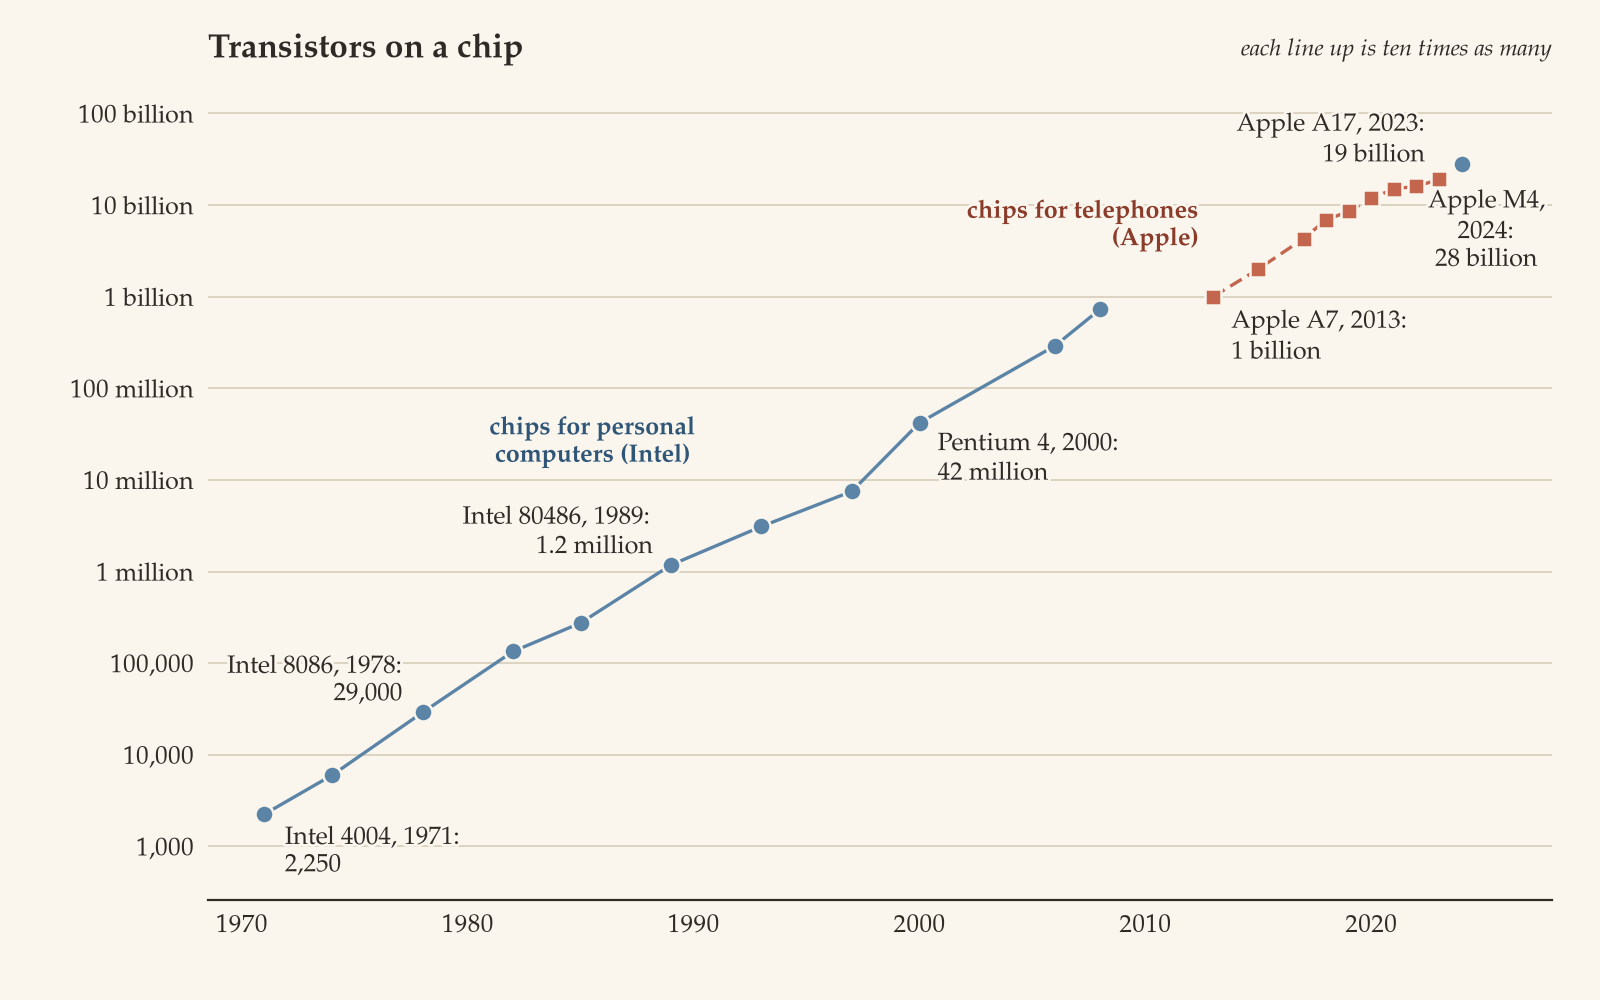 Transistors on a chip
each line up is ten times as many
100 billion
10 billion
1 billion
100 million
10 million
1 million
100,000
10,000
1,000
Apple A17, 2023:
19 billion
Apple M4,
2024:
28 billion
chips for telephones
(Apple)
Apple A7, 2013:
1 billion
chips for personal
computers (Intel)
Pentium 4, 2000:
42 million
Intel 80486, 1989:
1.2 million
Intel 8086, 1978:
29,000
Intel 4004, 1971:
2,250
1970
1980
1990
2000
2010
2020